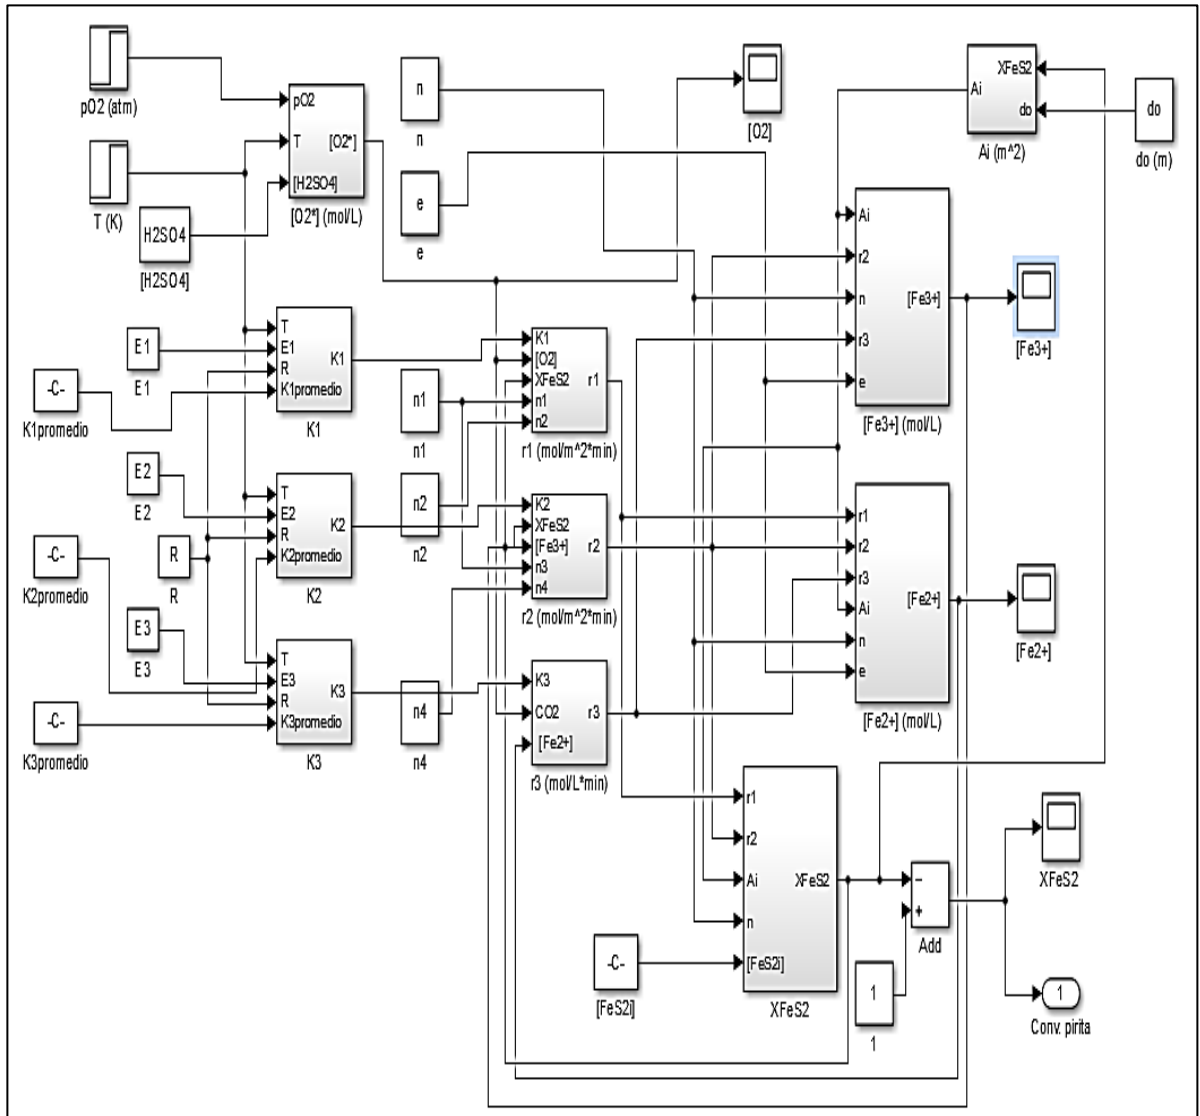 pO2 (atm)
T (K)
H2SO4
[H2SO4]
pO2
T
[H2SO4]
[O2*]
[O2*] (mol/L)
n
n
e
e
[O2]
XFeS2
Ai
do
Ai (m^2)
do
do (m)
E1
E1
-C-
K1promedio
T
E1
R
K1promedio
K1
K1
E2
E2
-C-
K2promedio
R
R
T
E2
R
K2promedio
K2
K2
E3
E3
-C-
K3promedio
T
E3
R
K3promedio
K3
K3
n1
n1
n2
n2
n4
n4
K1
[O2]
XFeS2
n1
n2
r1
r1 (mol/m^2*min)
K2
XFeS2
[Fe3+]
n3
n4
r2
r2 (mol/m^2*min)
K3
CO2
[Fe2+]
r3
r3 (mol/L*min)
Ai
r2
n
r3
e
[Fe3+]
[Fe3+] (mol/L)
[Fe3+]
r1
r2
r3
Ai
n
e
[Fe2+]
[Fe2+] (mol/L)
[Fe2+]
r1
r2
Ai
n
[FeS2i]
XFeS2
XFeS2
-C-
[FeS2i]
1
1
−
+
Add
XFeS2
1
Conv. pirita